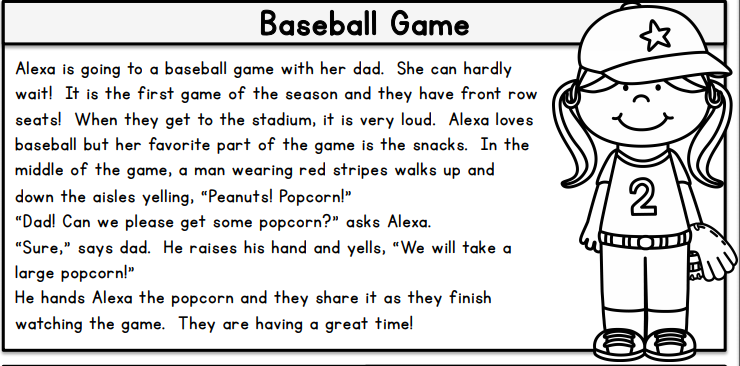 Baseball Game
Alexa is going to a baseball game with her dad. She can hardly
wait! It is the first game of the season and they have front row
seats! When they get to the stadium, it is very loud. Alexa loves
baseball but her favorite part of the game is the snacks. In the
middle of the game, a man wearing red stripes walks up and
down the aisles yelling, “Peanuts! Popcorn!”
“Dad! Can we please get some popcorn?” asks Alexa.
“Sure,” says dad. He raises his hand and yells, “We will take a
large popcorn!”
He hands Alexa the popcorn and they share it as they finish
watching the game. They are having a great time!
2